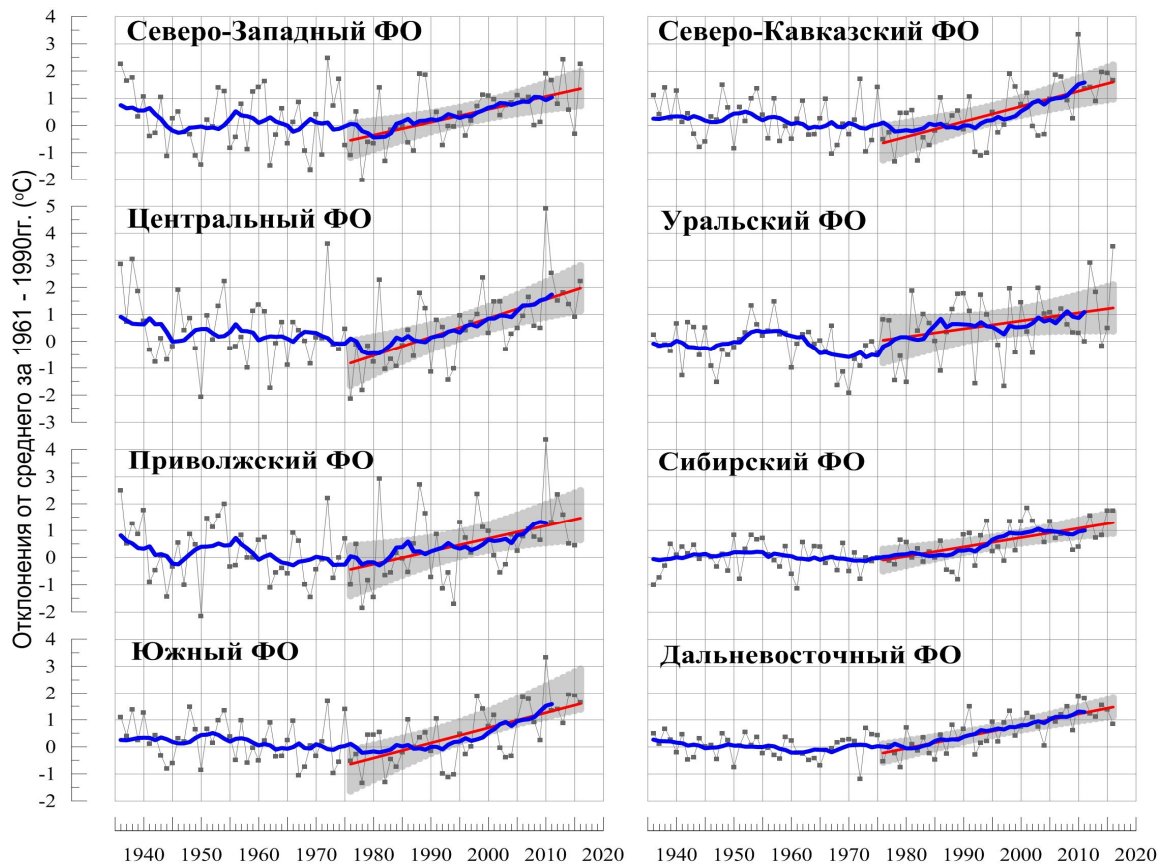 Отклонения от среднего за 1961 - 1990гг. (°C)
4
3
2
1
0
-1
-2
Северо-Западный ФО
Северо-Кавказский ФО
5
4
3
2
1
0
-1
-2
-3
Центральный ФО
Уральский ФО
4
3
2
1
0
-1
-2
Приволжский ФО
Сибирский ФО
4
3
2
1
0
-1
-2
Южный ФО
Дальневосточный ФО
1940 1950 1960 1970 1980 1990 2000 2010 2020
1940 1950 1960 1970 1980 1990 2000 2010 2020